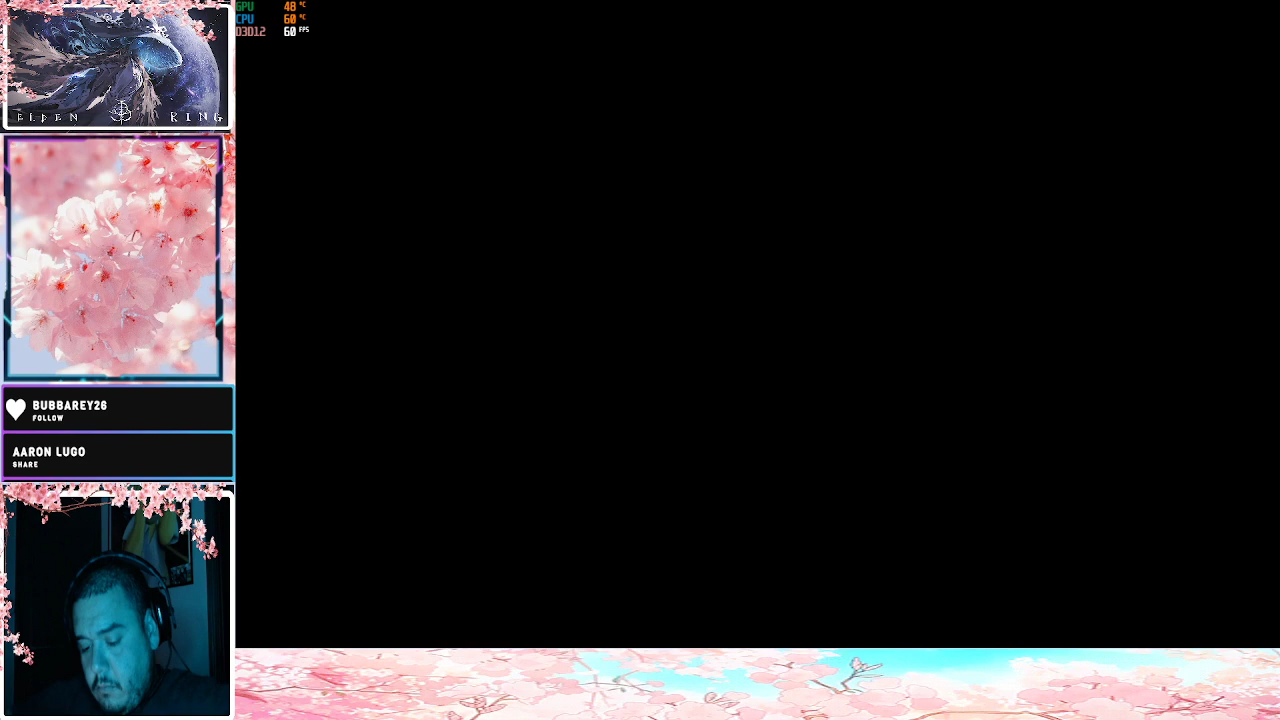 GPU 48 °C
CPU 60 °C
D3D12 60 FPS
ELDEN RING
BUBBAREY26
FOLLOW
AARON LUGO
SHARE